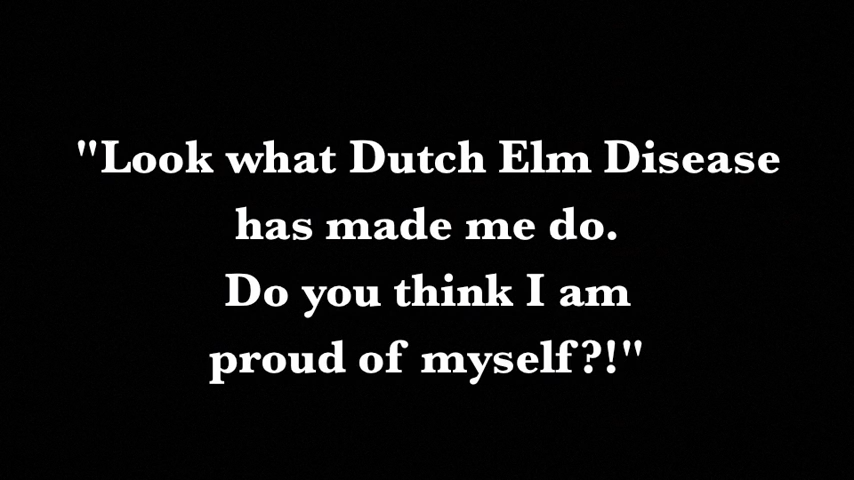 "Look what Dutch Elm Disease
has made me do.
Do you think I am
proud of myself?!"